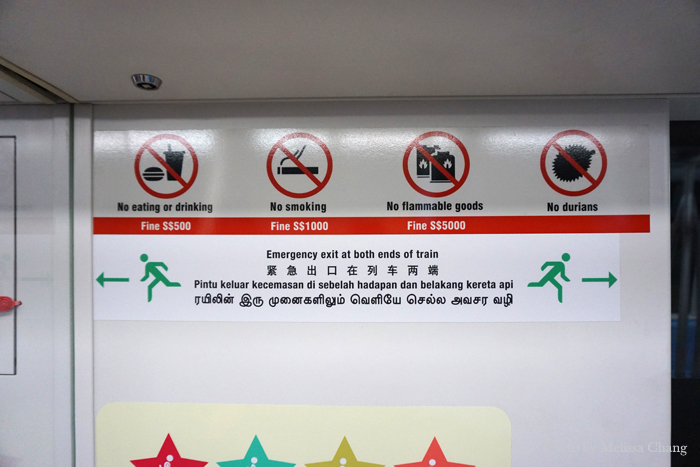 No eating or drinking
No smoking
No flammable goods
No durians
Fine S$500
Fine S$1000
Fine S$5000
Emergency exit at both ends of train
紧急出口在列车两端
Pintu keluar kecemasan di sebelah hadapan dan belakang kereta api
ரயிலின் இரு முனைகளிலும் வெளியே செல்ல அவசர வழி
Chang